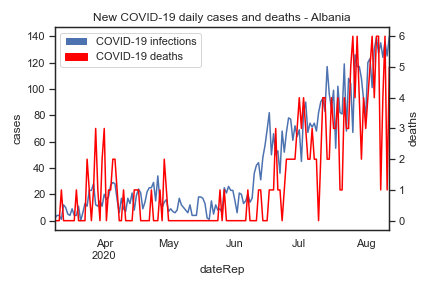 New COVID-19 daily cases and deaths - Albania
COVID-19 infections
COVID-19 deaths
140
120
100
80
60
40
20
0
cases
6
5
4
3
2
1
0
deaths
Apr
2020
May
Jun
Jul
Aug
dateRep